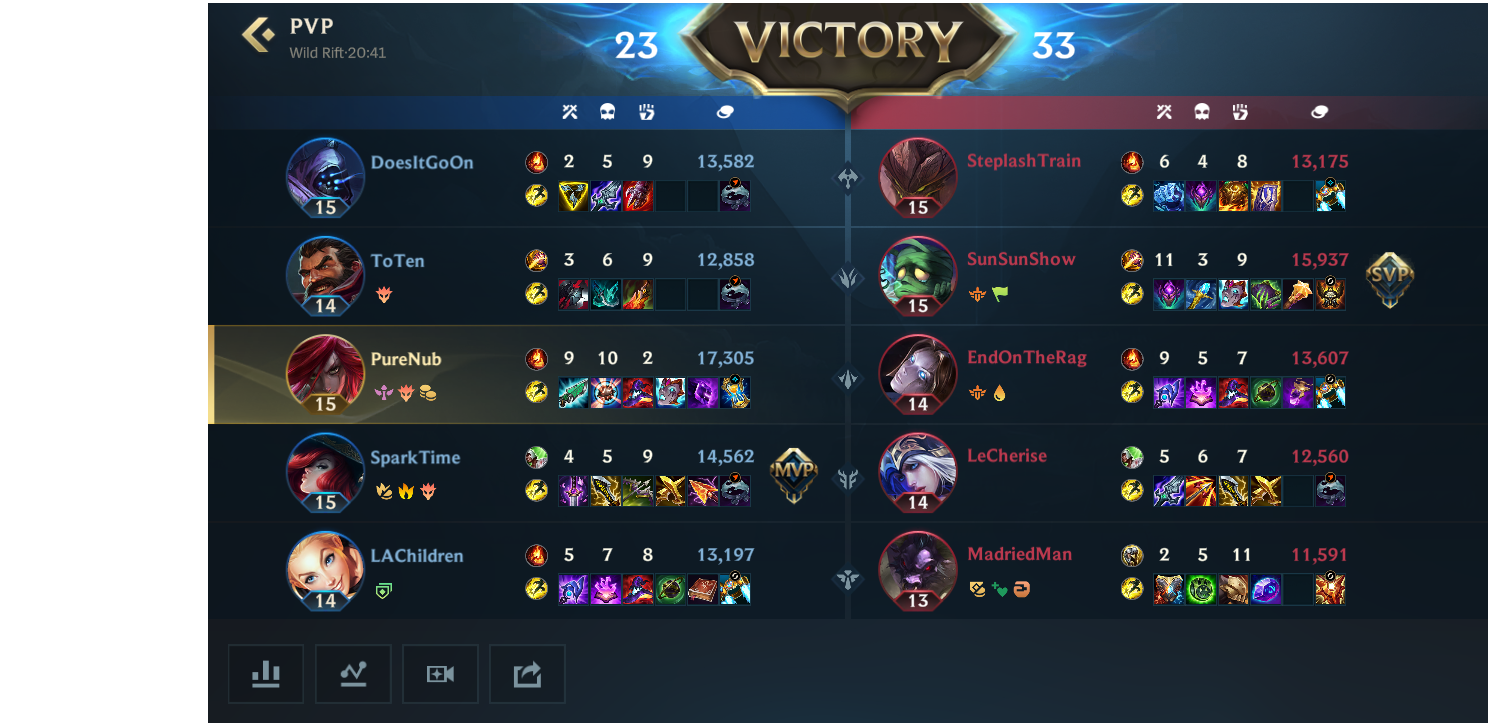 PVP
Wild Rift·20:41
23 VICTORY 33
DoesItGoOn 2 5 9 13,582
15
SteplashTrain 6 4 8 13,175
15
ToTen 3 6 9 12,858
14
SunSunShow 11 3 9 15,937 SVP
15
PureNub 9 10 2 17,305
15
EndOnTheRag 9 5 7 13,607
14
SparkTime 4 5 9 14,562 MVP
15
LeCherise 5 6 7 12,560
14
LAChildren 5 7 8 13,197
14
MadriedMan 2 5 11 11,591
13